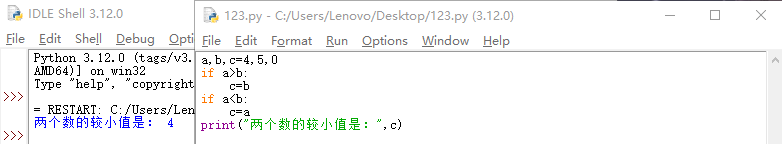 IDLE Shell 3.12.0
File Edit Shell Debug Opti
Python 3.12.0 (tags/v3.
AMD64)] on win32
Type "help", "copyright
>>>
= RESTART: C:/Users/Len
两个数的较小值是： 4
>>>
123.py - C:/Users/Lenovo/Desktop/123.py (3.12.0)
File Edit Format Run Options Window Help
a,b,c=4,5,0
if a>b:
    c=b
if a<b:
    c=a
print("两个数的较小值是：",c)